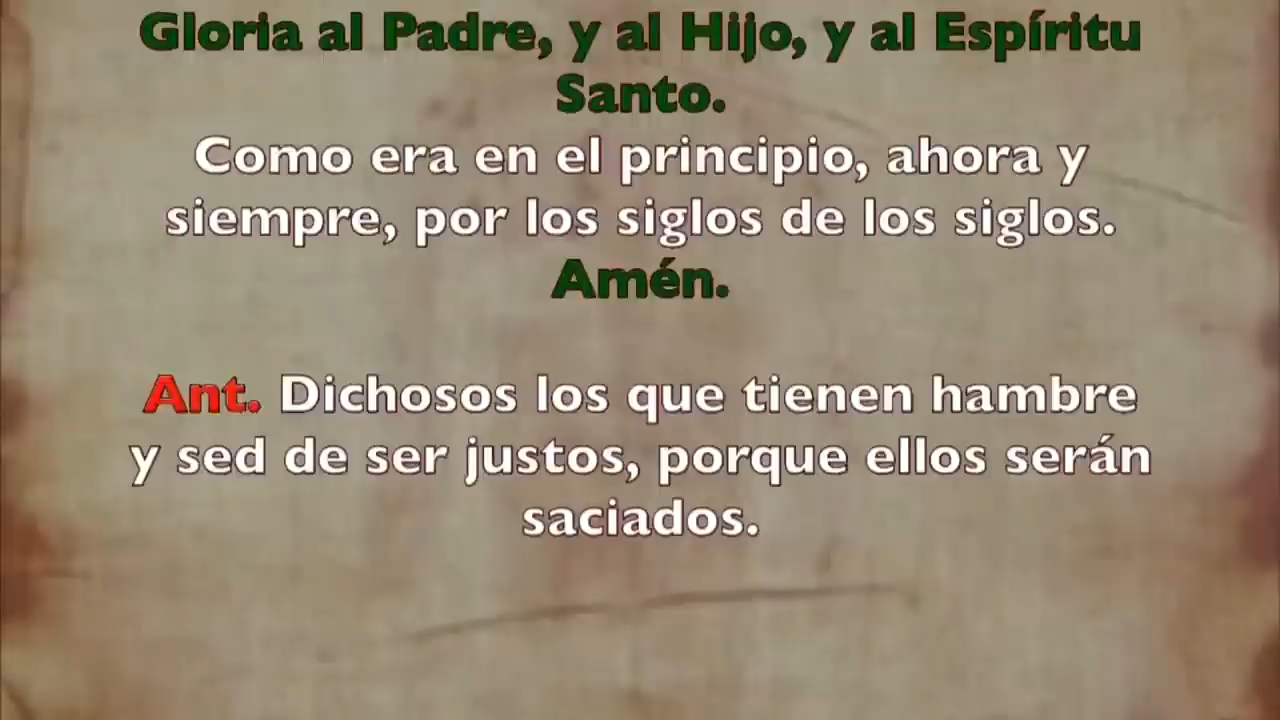 Gloria al Padre, y al Hijo, y al Espíritu
Santo.
Como era en el principio, ahora y
siempre, por los siglos de los siglos.
Amén.
Ant. Dichosos los que tienen hambre
y sed de ser justos, porque ellos serán
saciados.